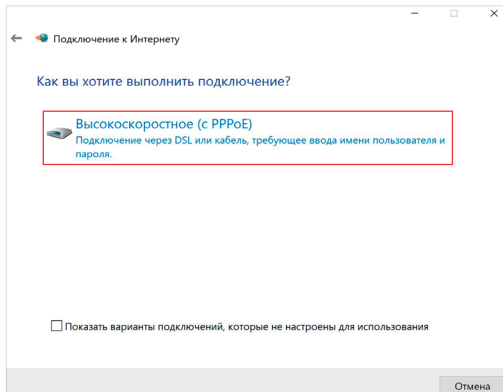 Подключение к Интернету
Как вы хотите выполнить подключение?
Высокоскоростное (с PPPoE)
Подключение через DSL или кабель, требующее ввода имени пользователя и
пароля.
Показать варианты подключений, которые не настроены для использования
Отмена